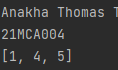 Anakha Thomas T
21MCA004
[1, 4, 5]